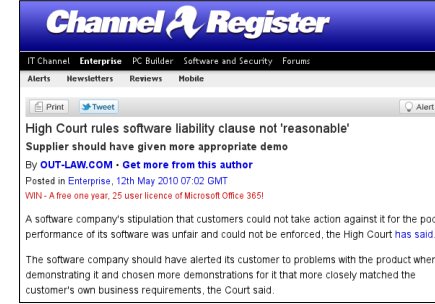 Channel Register
IT Channel Enterprise PC Builder Software and Security Forums
Alerts Newsletters Reviews Mobile
Print Tweet Alert
High Court rules software liability clause not 'reasonable'
Supplier should have given more appropriate demo
By OUT-LAW.COM • Get more from this author
Posted in Enterprise, 12th May 2010 07:02 GMT
WIN - A free one year, 25 user licence of Microsoft Office 365!
A software company's stipulation that customers could not take action against it for the
performance of its software was unfair and could not be enforced, the High Court has said.
The software company should have alerted its customer to problems with the product when
demonstrating it and chosen more demonstrations for it that more closely matched the
customer's own business requirements, the Court said.